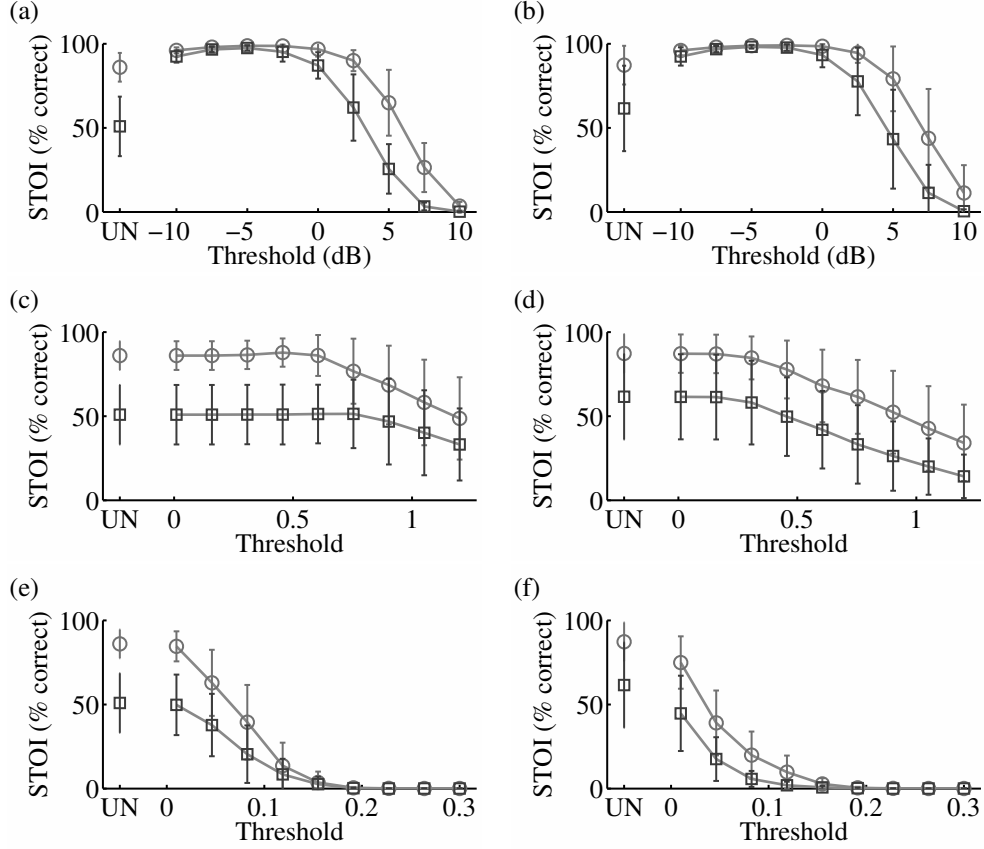 (a)
STOI (% correct)
100
50
0
UN −10 −5 0 5 10
Threshold (dB)
(b)
STOI (% correct)
100
50
0
UN −10 −5 0 5 10
Threshold (dB)
(c)
STOI (% correct)
100
50
0
UN 0 0.5 1
Threshold
(d)
STOI (% correct)
100
50
0
UN 0 0.5 1
Threshold
(e)
STOI (% correct)
100
50
0
UN 0 0.1 0.2 0.3
Threshold
(f)
STOI (% correct)
100
50
0
UN 0 0.1 0.2 0.3
Threshold